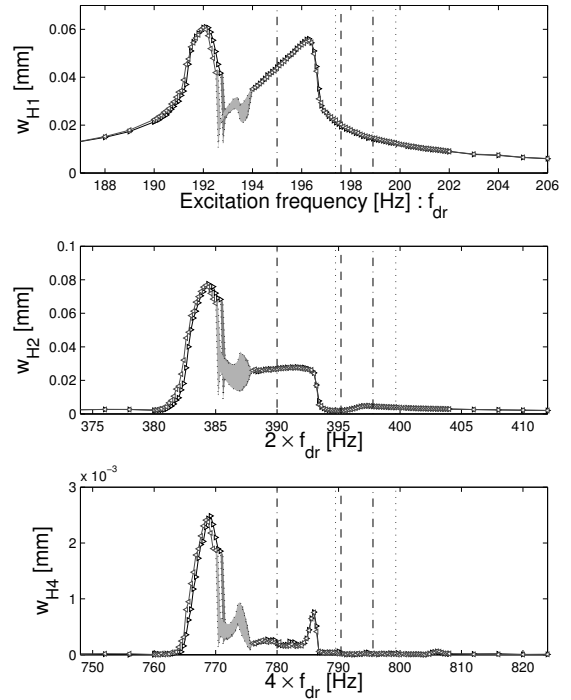 0.06
0.04
0.02
0
w_H1 [mm]
188 190 192 194 196 198 200 202 204 206
Excitation frequency [Hz] : f_dr
0.1
0.08
0.06
0.04
0.02
0
w_H2 [mm]
375 380 385 390 395 400 405 410
2 × f_dr [Hz]
x 10^-3
3
2
1
0
w_H4 [mm]
750 760 770 780 790 800 810 820
4 × f_dr [Hz]